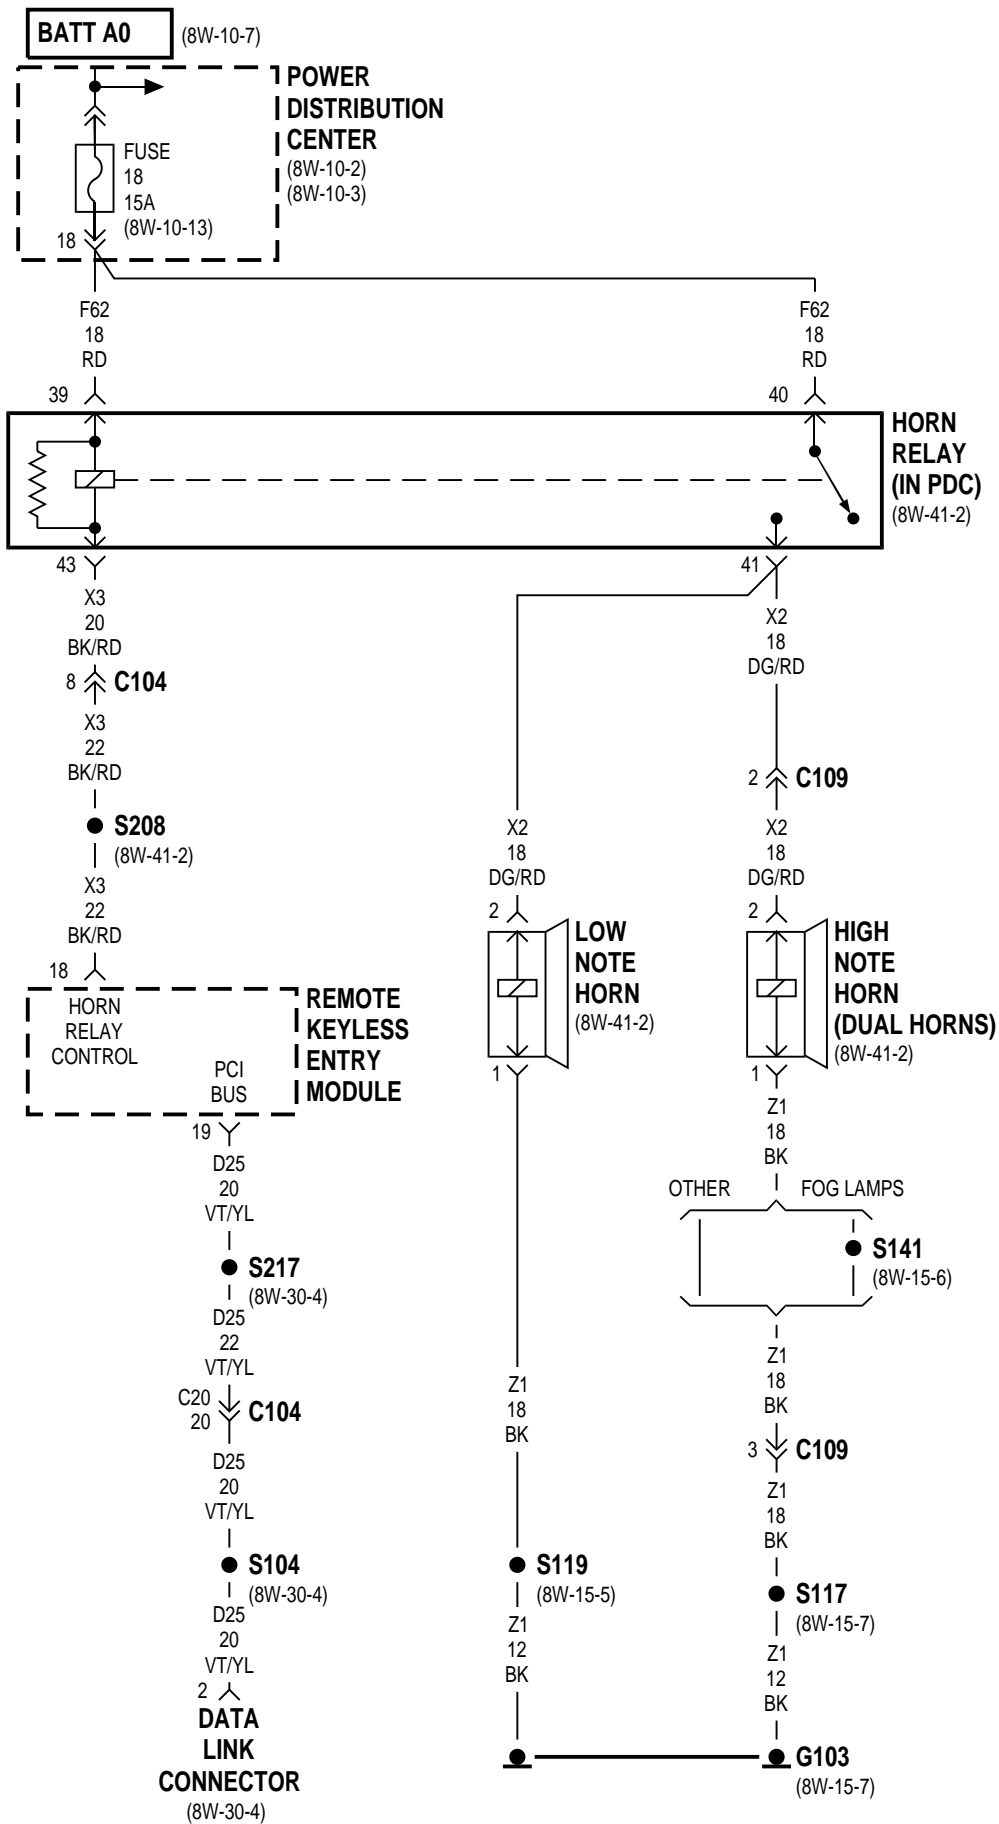 BATT A0
(8W-10-7)
POWER
DISTRIBUTION
CENTER
(8W-10-2)
(8W-10-3)
FUSE
18
15A
(8W-10-13)
18
F62
18
RD
F62
18
RD
39
40
HORN
RELAY
(IN PDC)
(8W-41-2)
43
41
X3
20
BK/RD
8
C104
X3
22
BK/RD
S208
(8W-41-2)
X3
22
BK/RD
18
HORN
RELAY
CONTROL
PCI
BUS
REMOTE
KEYLESS
ENTRY
MODULE
19
D25
20
VT/YL
S217
(8W-30-4)
D25
22
VT/YL
C20
20
C104
D25
20
VT/YL
S104
(8W-30-4)
D25
20
VT/YL
2
DATA
LINK
CONNECTOR
(8W-30-4)
X2
18
DG/RD
2
LOW
NOTE
HORN
(8W-41-2)
1
Z1
18
BK
S119
(8W-15-5)
Z1
12
BK
X2
18
DG/RD
2
C109
X2
18
DG/RD
2
HIGH
NOTE
HORN
(DUAL HORNS)
(8W-41-2)
1
Z1
18
BK
OTHER
FOG LAMPS
S141
(8W-15-6)
Z1
18
BK
3
C109
Z1
18
BK
S117
(8W-15-7)
Z1
12
BK
G103
(8W-15-7)